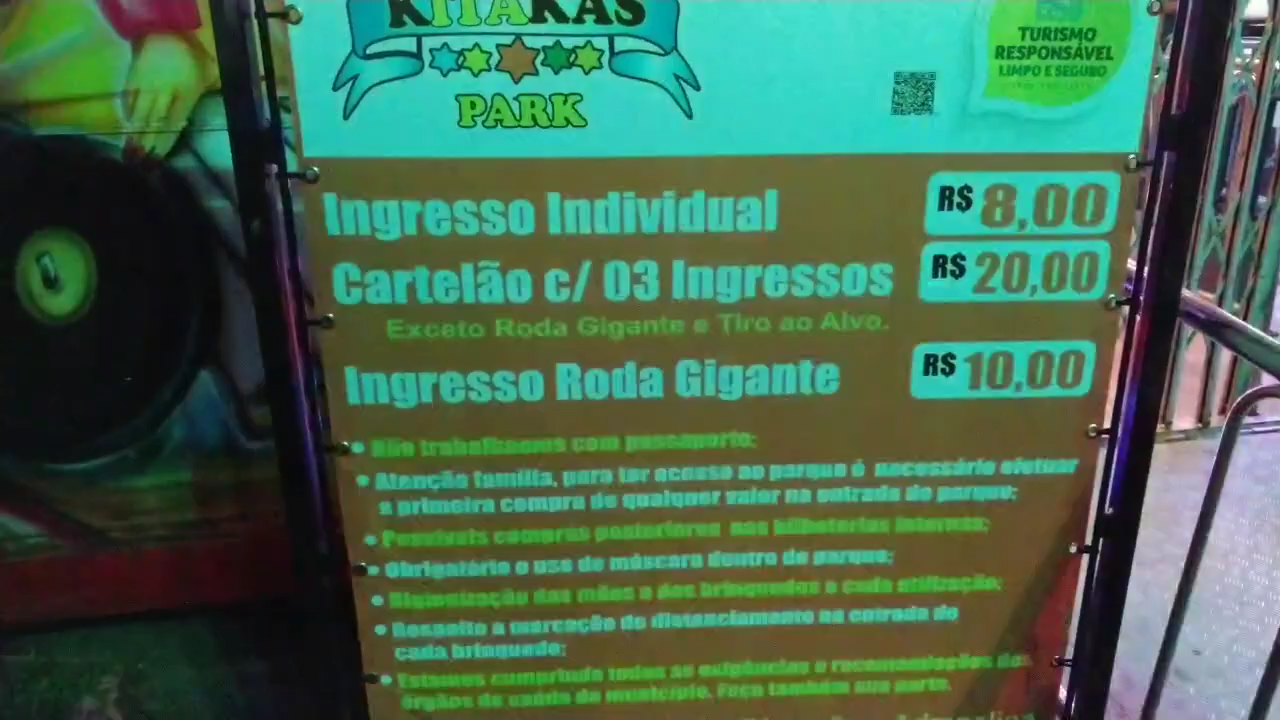 KITAKAS
PARK
TURISMO
RESPONSÁVEL
LIMPO E SEGURO
Ingresso Individual R$ 8,00
Cartelão c/ 03 Ingressos R$ 20,00
Exceto Roda Gigante e Tiro ao Alvo.
Ingresso Roda Gigante R$ 10,00
• Não trabalhamos com passaporte;
• Atenção família, para ter acesso ao parque é necessário efetuar
a primeira compra de qualquer valor na entrada do parque;
• Possíveis compras posteriores nas bilheterias internas;
• Obrigatório o uso de máscara dentro do parque;
• Higienização das mãos e dos brinquedos a cada utilização;
• Respeito a marcação do distanciamento na entrada de
cada brinquedo;
• Estamos cumprindo todas as exigências e recomendações dos
órgãos de saúde do município. Faça também sua parte.